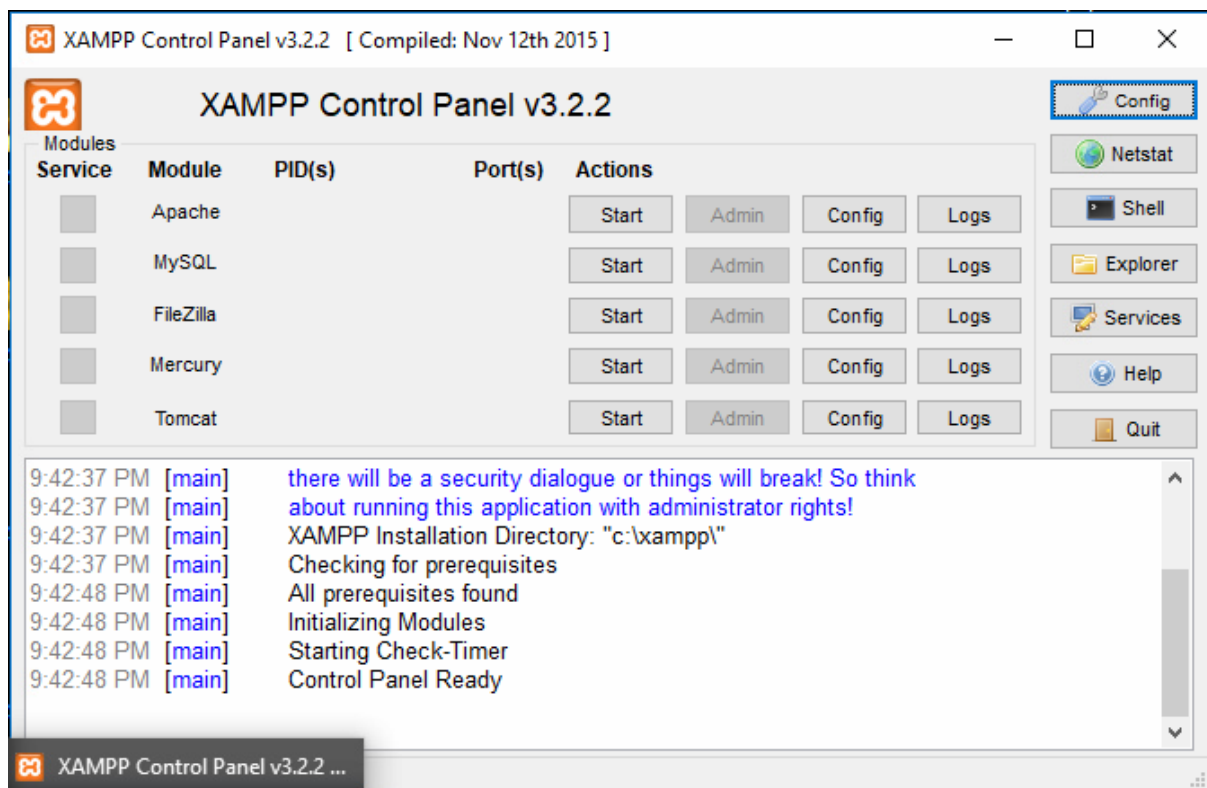 XAMPP Control Panel v3.2.2 [ Compiled: Nov 12th 2015 ]
XAMPP Control Panel v3.2.2
Config
Modules
Service Module PID(s) Port(s) Actions
Netstat
Apache Start Admin Config Logs
Shell
MySQL Start Admin Config Logs
Explorer
FileZilla Start Admin Config Logs
Services
Mercury Start Admin Config Logs
Help
Tomcat Start Admin Config Logs
Quit
9:42:37 PM [main] there will be a security dialogue or things will break! So think
9:42:37 PM [main] about running this application with administrator rights!
9:42:37 PM [main] XAMPP Installation Directory: "c:\xampp\"
9:42:37 PM [main] Checking for prerequisites
9:42:48 PM [main] All prerequisites found
9:42:48 PM [main] Initializing Modules
9:42:48 PM [main] Starting Check-Timer
9:42:48 PM [main] Control Panel Ready
XAMPP Control Panel v3.2.2 ...